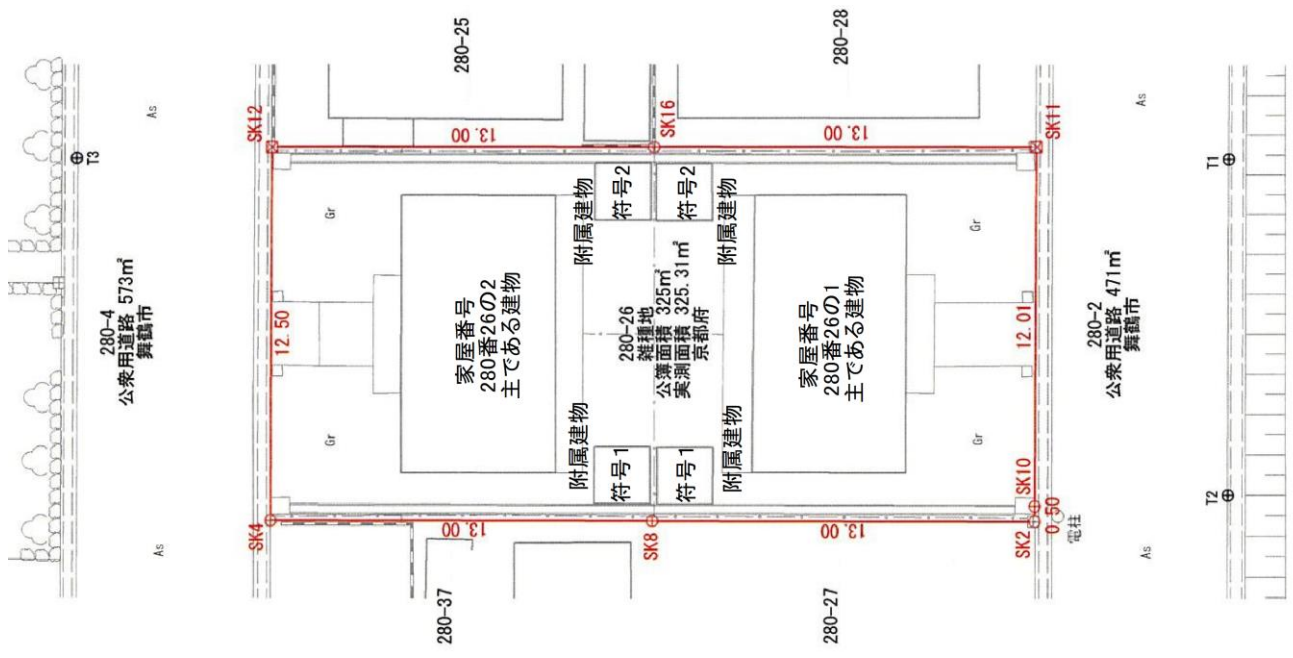 280-25
280-28
As
As
T3
T1
SK12
SK16
SK11
13.00
13.00
280-4
公衆用道路 573㎡
舞鶴市
12.50
Gr
Gr
附属建物
符号2
符号2
附属建物
家屋番号
280番26の2
主である建物
280-26
雑種地
公簿面積 325㎡
実測面積 325.31㎡
京都府
家屋番号
280番26の1
主である建物
12.01
280-2
公衆用道路 471㎡
舞鶴市
Gr
Gr
附属建物
符号1
符号1
附属建物
SK4
SK8
SK10
SK2
0.50
電柱
13.00
13.00
T2
As
As
280-37
280-27